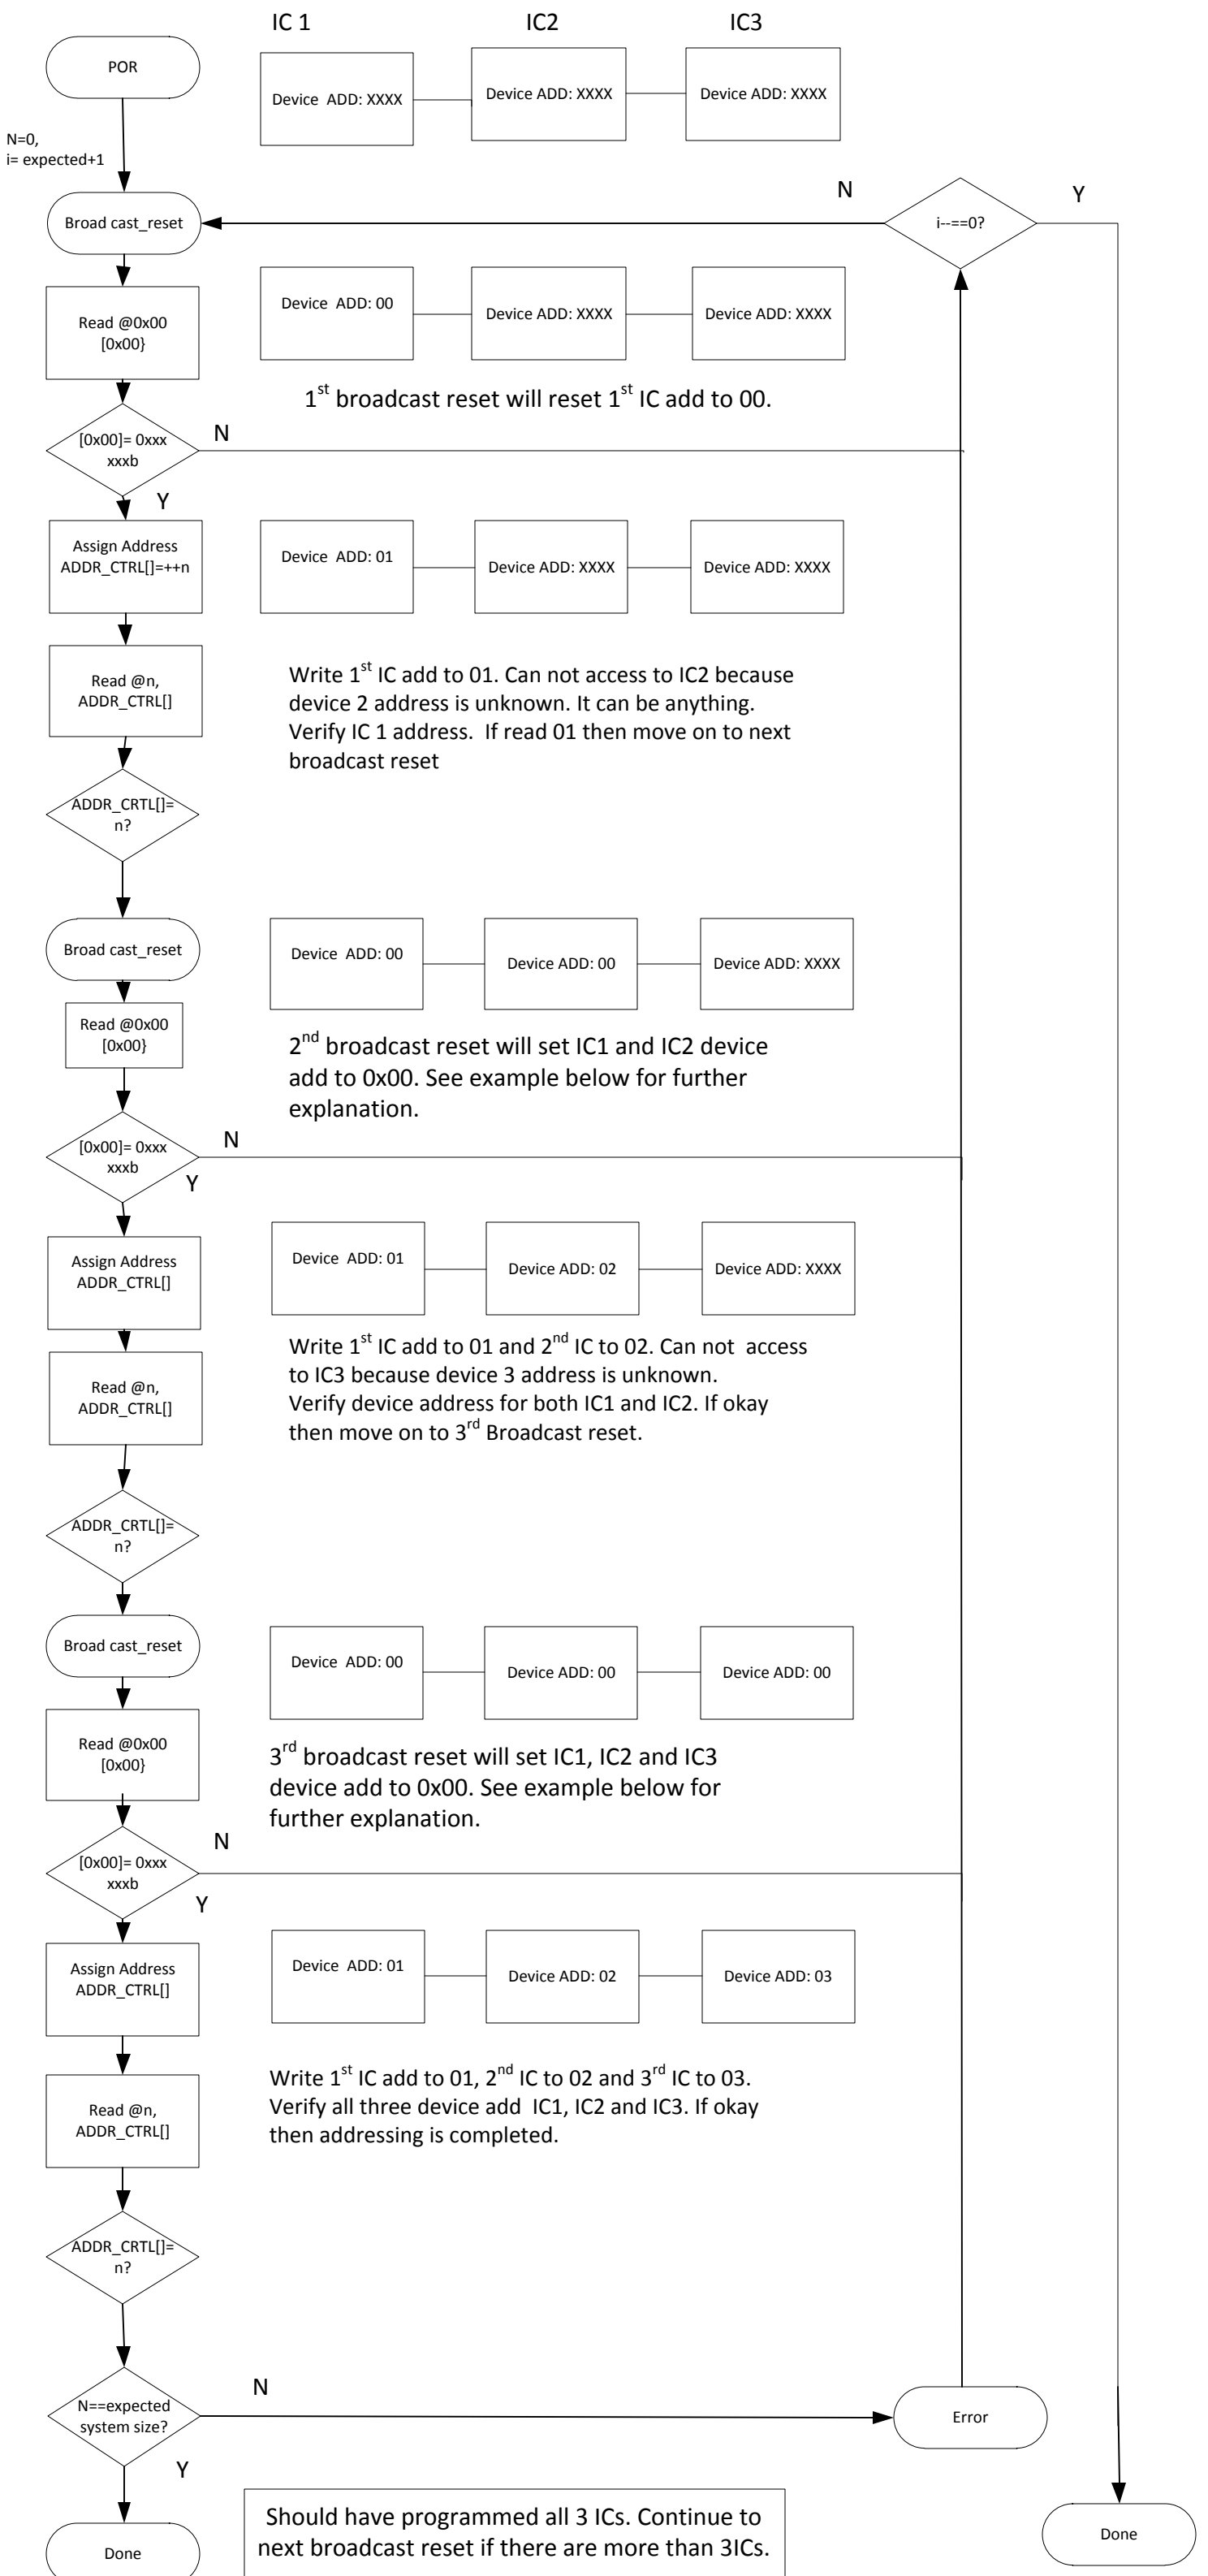 IC 1
IC2
IC3
POR
Device ADD: XXXX
Device ADD: XXXX
Device ADD: XXXX
N=0,
i= expected+1
N
Y
Broad cast_reset
i--==0?
Read @0x00
[0x00}
Device ADD: 00
Device ADD: XXXX
Device ADD: XXXX
1st broadcast reset will reset 1st IC add to 00.
[0x00]= 0xxx
xxxb
N
Y
Assign Address
ADDR_CTRL[]=++n
Device ADD: 01
Device ADD: XXXX
Device ADD: XXXX
Read @n,
ADDR_CTRL[]
Write 1st IC add to 01. Can not access to IC2 because
device 2 address is unknown. It can be anything.
Verify IC 1 address. If read 01 then move on to next
broadcast reset
ADDR_CRTL[]=
n?
Broad cast_reset
Device ADD: 00
Device ADD: 00
Device ADD: XXXX
Read @0x00
[0x00}
2nd broadcast reset will set IC1 and IC2 device
add to 0x00. See example below for further
explanation.
[0x00]= 0xxx
xxxb
N
Y
Assign Address
ADDR_CTRL[]
Device ADD: 01
Device ADD: 02
Device ADD: XXXX
Read @n,
ADDR_CTRL[]
Write 1st IC add to 01 and 2nd IC to 02. Can not access
to IC3 because device 3 address is unknown.
Verify device address for both IC1 and IC2. If okay
then move on to 3rd Broadcast reset.
ADDR_CRTL[]=
n?
Broad cast_reset
Device ADD: 00
Device ADD: 00
Device ADD: 00
Read @0x00
[0x00}
3rd broadcast reset will set IC1, IC2 and IC3
device add to 0x00. See example below for
further explanation.
[0x00]= 0xxx
xxxb
N
Y
Assign Address
ADDR_CTRL[]
Device ADD: 01
Device ADD: 02
Device ADD: 03
Read @n,
ADDR_CTRL[]
Write 1st IC add to 01, 2nd IC to 02 and 3rd IC to 03.
Verify all three device add IC1, IC2 and IC3. If okay
then addressing is completed.
ADDR_CRTL[]=
n?
N==expected
system size?
N
Y
Error
Done
Should have programmed all 3 ICs. Continue to
next broadcast reset if there are more than 3ICs.
Done